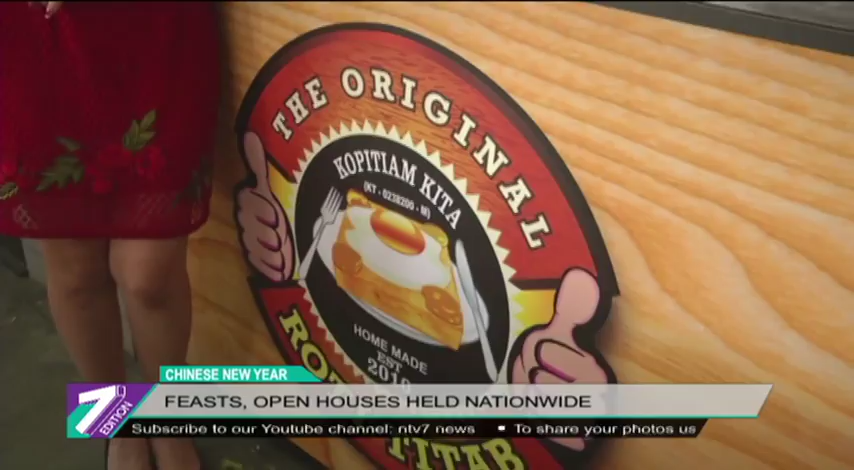 THE ORIGINAL
KOPITIAM KITA
(KT - 0238200 - M)
HOME MADE
EST
2010
TITAB
CHINESE NEW YEAR
7 EDITION
FEASTS, OPEN HOUSES HELD NATIONWIDE
Subscribe to our Youtube channel: ntv7 news ▪ To share your photos us